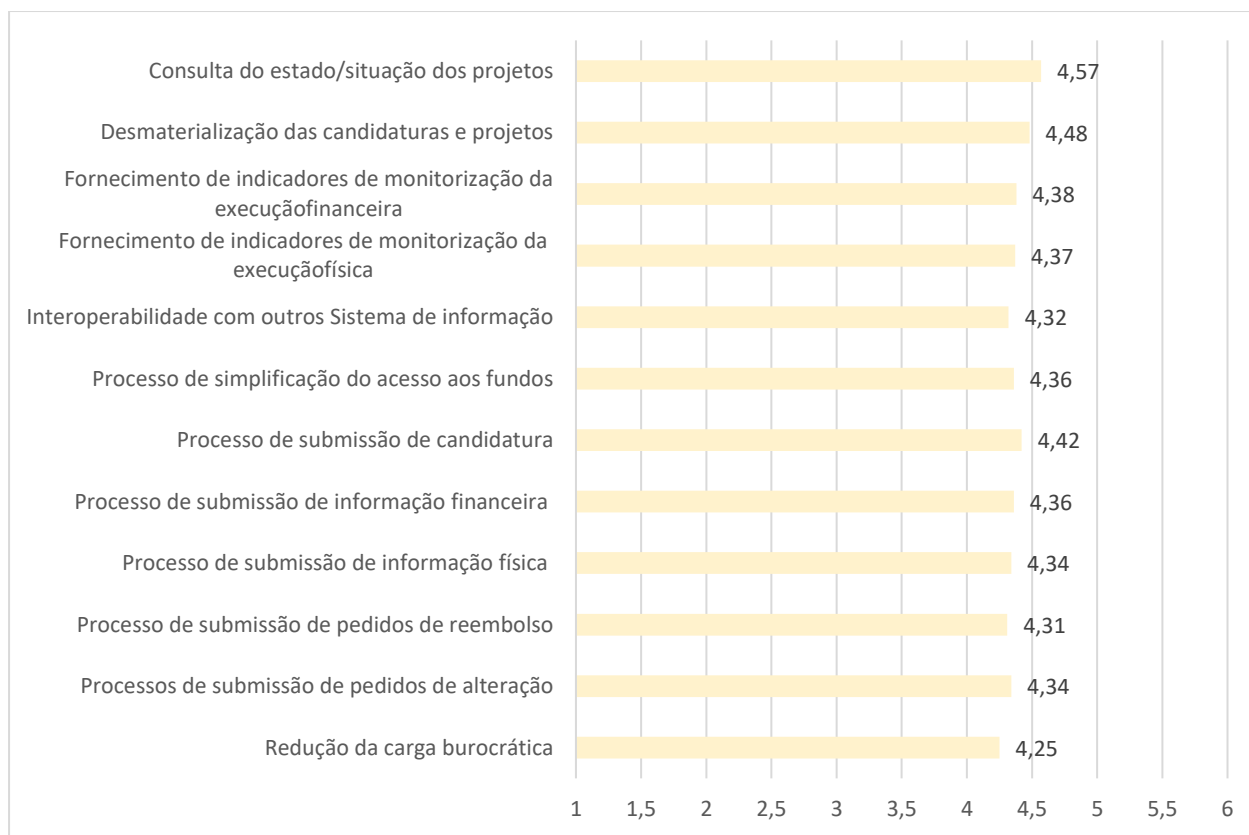 Consulta do estado/situação dos projetos
4,57
Desmaterialização das candidaturas e projetos
4,48
Fornecimento de indicadores de monitorização da
execuçãofinanceira
4,38
Fornecimento de indicadores de monitorização da
execuçãofísica
4,37
Interoperabilidade com outros Sistema de informação
4,32
Processo de simplificação do acesso aos fundos
4,36
Processo de submissão de candidatura
4,42
Processo de submissão de informação financeira
4,36
Processo de submissão de informação física
4,34
Processo de submissão de pedidos de reembolso
4,31
Processos de submissão de pedidos de alteração
4,34
Redução da carga burocrática
4,25
1 1,5 2 2,5 3 3,5 4 4,5 5 5,5 6